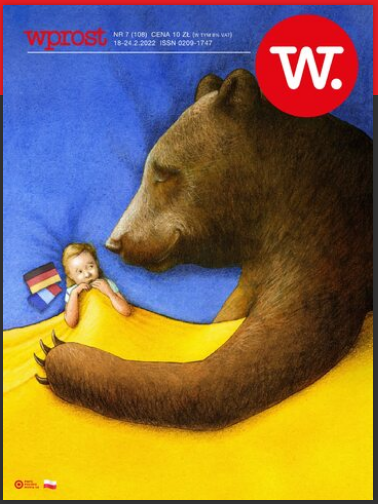 wprost
NR 7 (108) CENA 10 ZŁ (W TYM 8% VAT)
18-24.2.2022 ISSN 0209-1747
W.